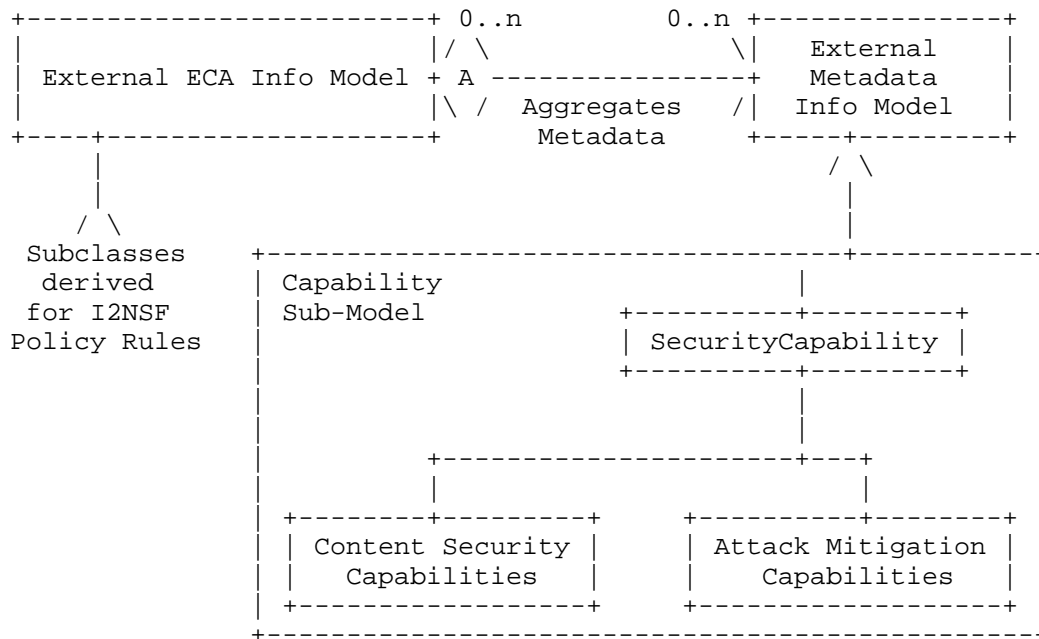 0..n 0..n
External
External ECA Info Model A Metadata
Aggregates Info Model
Metadata
Subclasses
derived Capability
for I2NSF Sub-Model
Policy Rules SecurityCapability
Content Security Attack Mitigation
Capabilities Capabilities